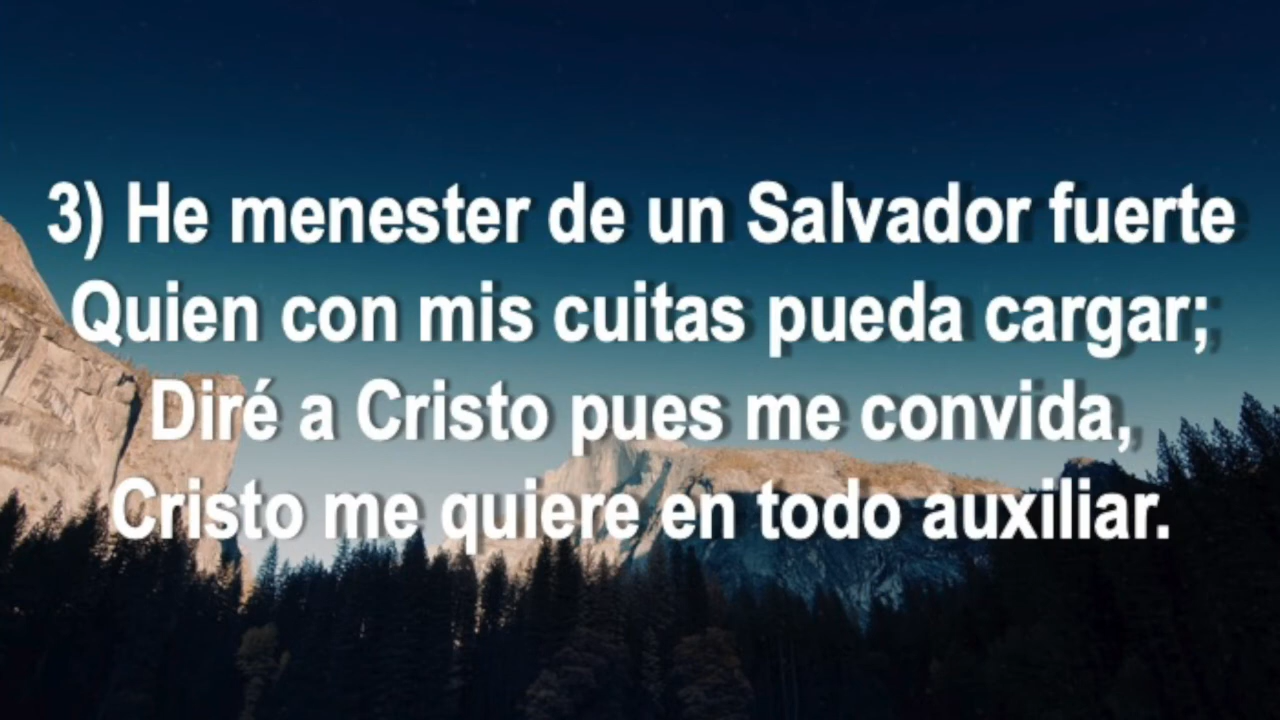 3) He menester de un Salvador fuerte
Quien con mis cuitas pueda cargar;
Diré a Cristo pues me convida,
Cristo me quiere en todo auxiliar.